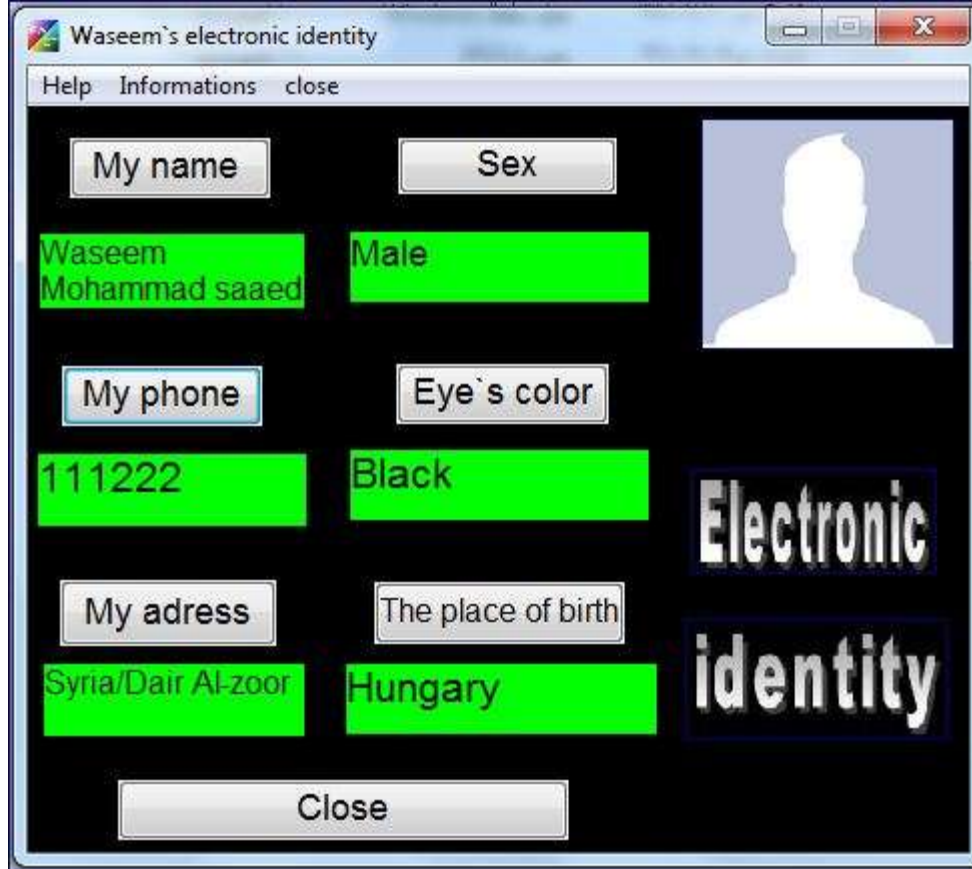 Waseem`s electronic identity
Help Informations close
My name
Sex
Waseem
Mohammad saaed
Male
My phone
Eye`s color
111222
Black
Electronic
My adress
The place of birth
Syria/Dair Al-zoor
Hungary
identity
Close